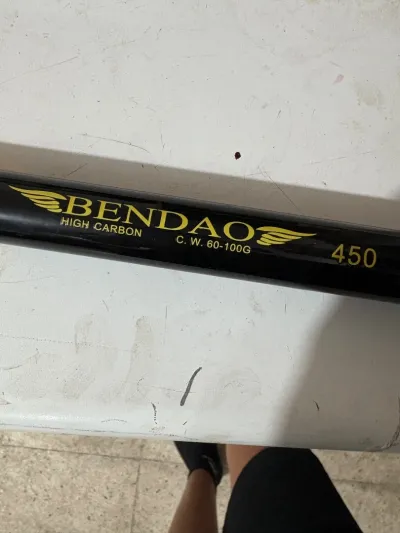 BENDAO
HIGH CARBON C. W. 60-100G
450